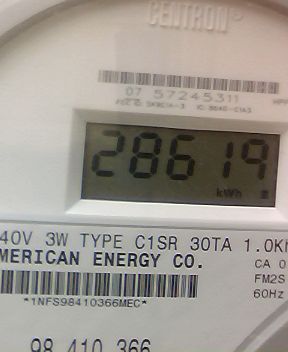 CENTRON®
07 57245311
28619
kWh
40V 3W TYPE C1SR 30TA 1.0Kh
MERICAN ENERGY CO.
CA 0
FM2S
60Hz
*1NFS98410366MEC*
98 410 366